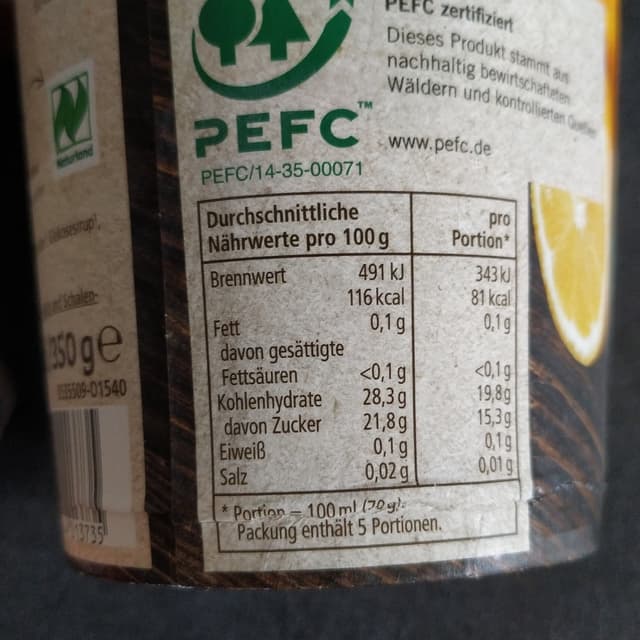 PEFC zertifiziert
Dieses Produkt stammt aus
nachhaltig bewirtschafteten
Wäldern und kontrollierten Quellen
www.pefc.de
PEFC™
PEFC/14-35-00071
Naturland
Durchschnittliche
Nährwerte pro 100 g
pro
Portion*
Brennwert 491 kJ 343 kJ
116 kcal 81 kcal
Fett 0,1 g 0,1 g
davon gesättigte
Fettsäuren <0,1 g <0,1 g
Kohlenhydrate 28,3 g 19,8 g
davon Zucker 21,8 g 15,3 g
Eiweiß 0,1 g 0,1 g
Salz 0,02 g 0,01 g
* Portion = 100 ml (70 g).
Packung enthält 5 Portionen.
350 g e
-01540